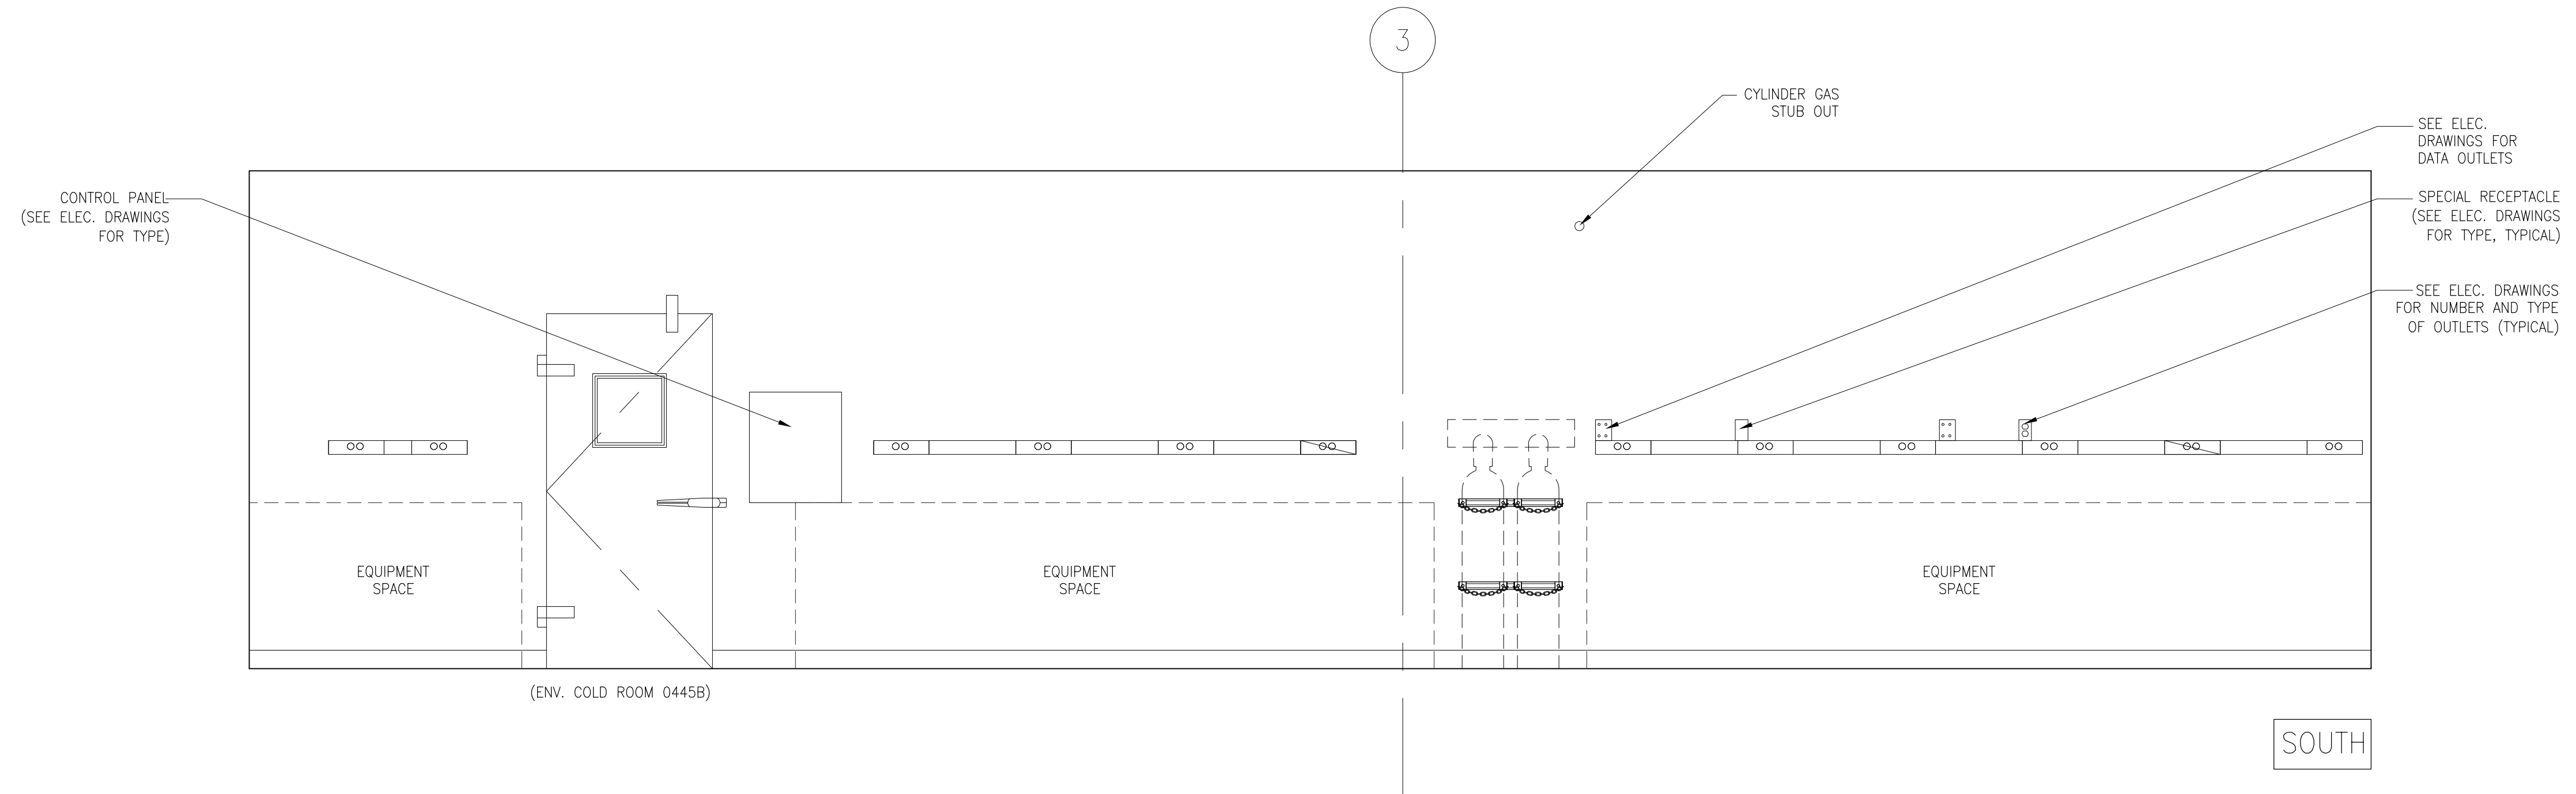 3
CYLINDER GAS
STUB OUT
SEE ELEC.
DRAWINGS FOR
DATA OUTLETS
CONTROL PANEL
(SEE ELEC. DRAWINGS
FOR TYPE)
SPECIAL RECEPTACLE
(SEE ELEC. DRAWINGS
FOR TYPE, TYPICAL)
SEE ELEC. DRAWINGS
FOR NUMBER AND TYPE
OF OUTLETS (TYPICAL)
EQUIPMENT
SPACE
EQUIPMENT
SPACE
EQUIPMENT
SPACE
(ENV. COLD ROOM 0445B)
SOUTH